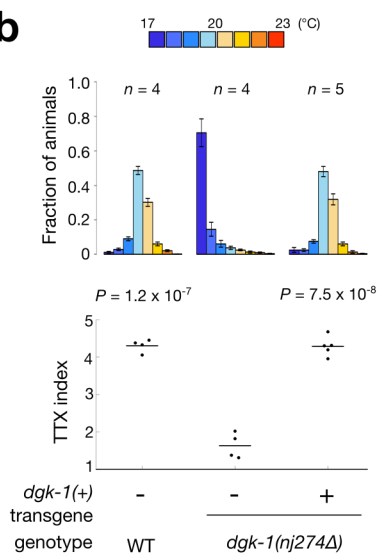 b
17 20 23 (°C)
n = 4 n = 4 n = 5
Fraction of animals
1.0
0.8
0.6
0.4
0.2
0
P = 1.2 x 10-7 P = 7.5 x 10-8
TTX index
5
4
3
2
1
dgk-1(+) - - +
transgene
genotype WT dgk-1(nj274Δ)